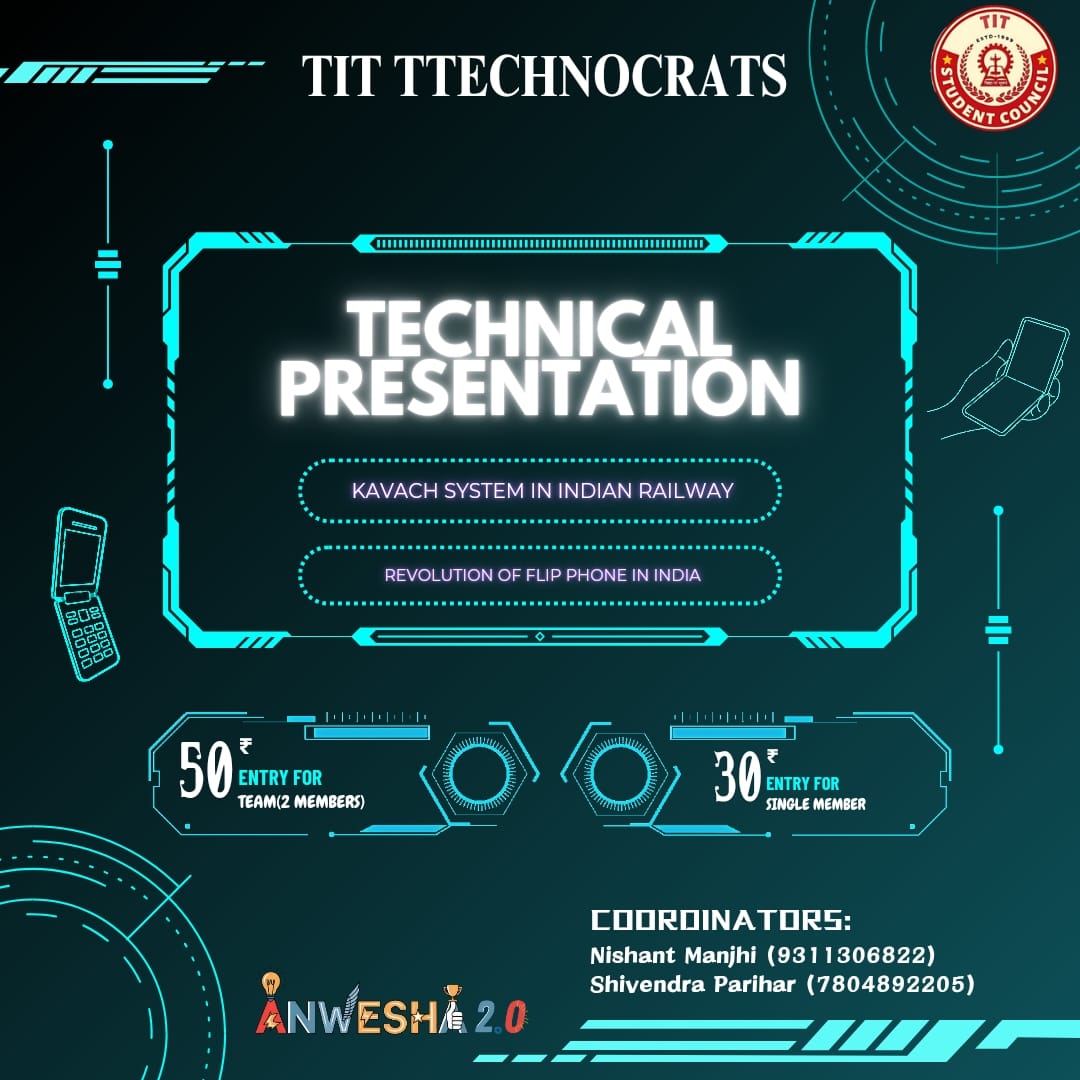 TIT TTECHNOCRATS
TIT
ESTD-1999
STUDENT COUNCIL
TECHNICAL
PRESENTATION
KAVACH SYSTEM IN INDIAN RAILWAY
REVOLUTION OF FLIP PHONE IN INDIA
50 ₹
ENTRY FOR
TEAM(2 MEMBERS)
30 ₹
ENTRY FOR
SINGLE MEMBER
COORDINATORS:
Nishant Manjhi (9311306822)
Shivendra Parihar (7804892205)
ANWESHA 2.0